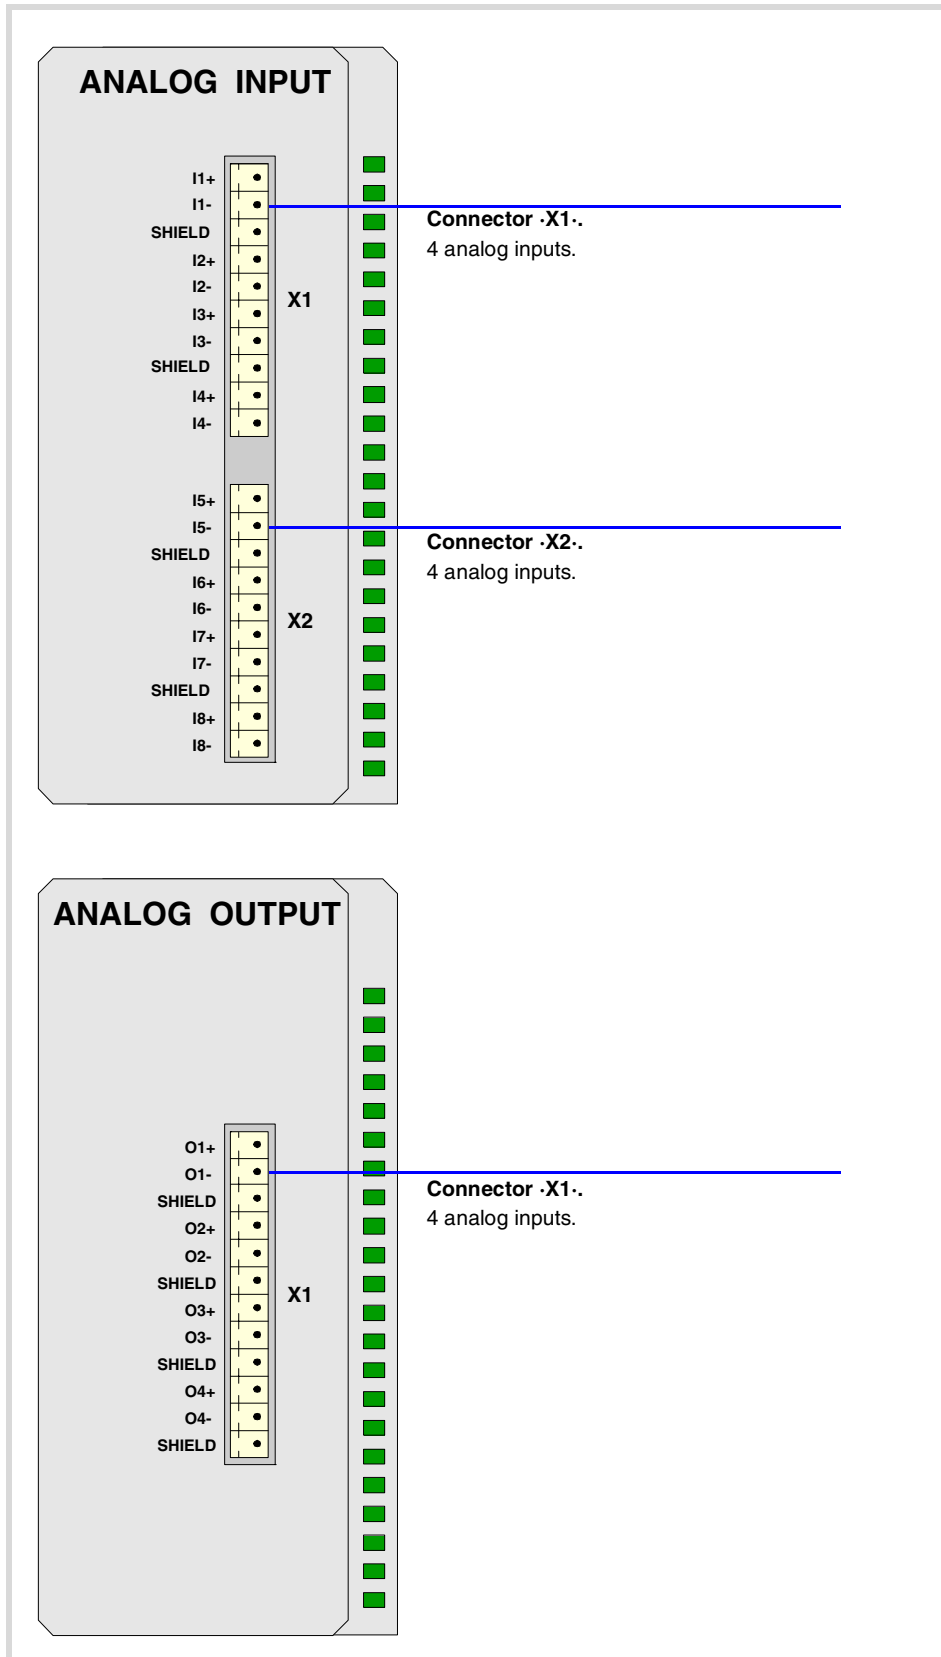 ANALOG INPUT
I1+
I1-
SHIELD
I2+
I2-
I3+
I3-
SHIELD
I4+
I4-
X1
Connector ·X1·.
4 analog inputs.
I5+
I5-
SHIELD
I6+
I6-
I7+
I7-
SHIELD
I8+
I8-
X2
Connector ·X2·.
4 analog inputs.
ANALOG OUTPUT
O1+
O1-
SHIELD
O2+
O2-
SHIELD
O3+
O3-
SHIELD
O4+
O4-
SHIELD
X1
Connector ·X1·.
4 analog inputs.